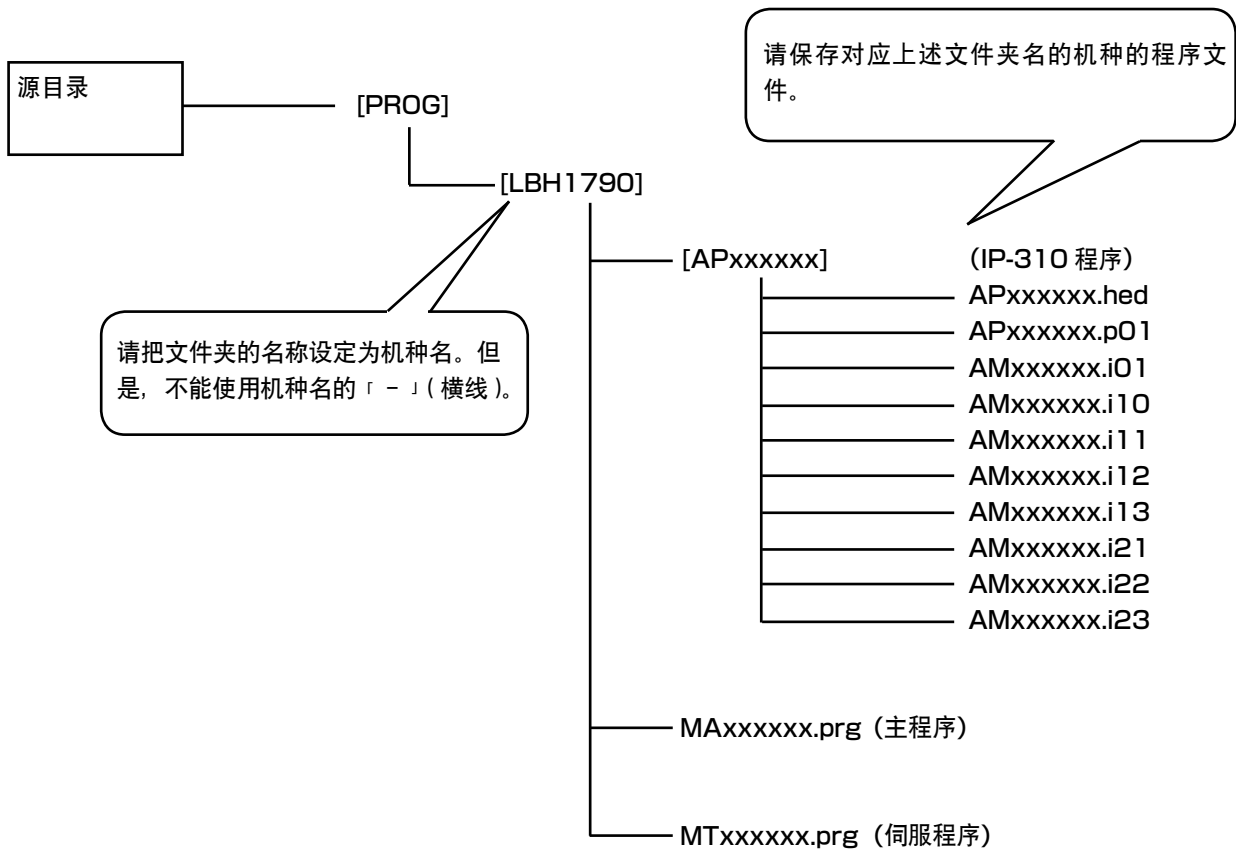 请保存对应上述文件夹名的机种的程序文
件。
源目录
[PROG]
[LBH1790]
[APxxxxxx]
(IP-310 程序)
APxxxxxx.hed
APxxxxxx.p01
请把文件夹的名称设定为机种名。但
是，不能使用机种名的「 - 」( 横线 )。
AMxxxxxx.i01
AMxxxxxx.i10
AMxxxxxx.i11
AMxxxxxx.i12
AMxxxxxx.i13
AMxxxxxx.i21
AMxxxxxx.i22
AMxxxxxx.i23
MAxxxxxx.prg (主程序)
MTxxxxxx.prg (伺服程序)